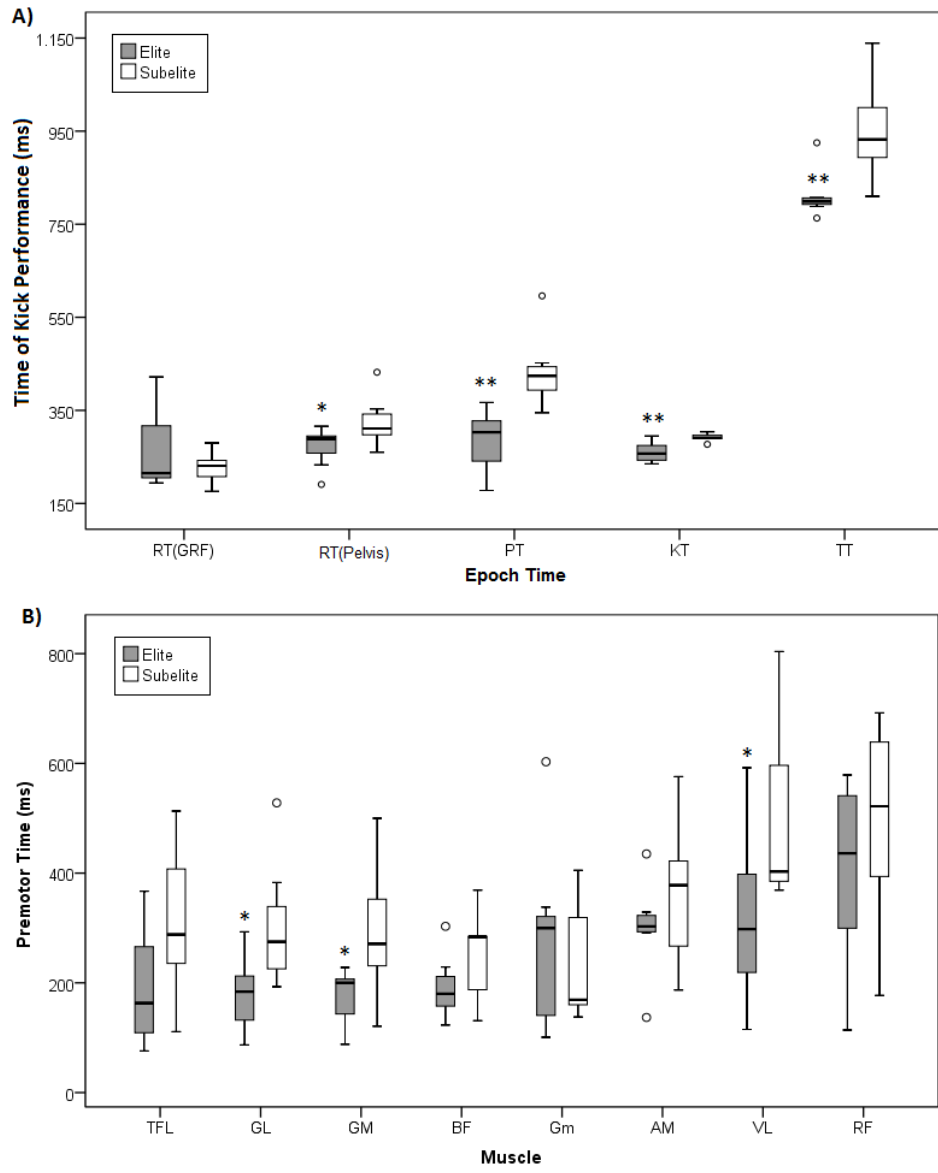 A)
1.150
Elite
Subelite
950
**
750
Time of Kick Performance (ms)
550
**
350
*
**
150
RT(GRF) RT(Pelvis) PT KT TT
Epoch Time
B)
800
Elite
Subelite
*
600
Premotor Time (ms)
400
*
*
200
0
TFL GL GM BF Gm AM VL RF
Muscle